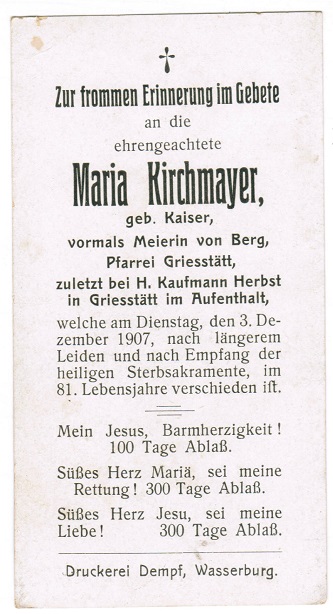 Zur frommen Erinnerung im Gebete
an die
ehrengeachtete
Maria Kirchmayer,
geb. Kaiser,
vormals Meierin von Berg,
Pfarrei Griesstätt,
zuletzt bei H. Kaufmann Herbst
in Griesstätt im Aufenthalt,
welche am Dienstag, den 3. De-
zember 1907, nach längerem
Leiden und nach Empfang der
heiligen Sterbsakramente, im
81. Lebensjahre verschieden ist.
Mein Jesus, Barmherzigkeit!
100 Tage Ablaß.
Süßes Herz Mariä, sei meine
Rettung! 300 Tage Ablaß.
Süßes Herz Jesu, sei meine
Liebe! 300 Tage Ablaß.
Druckerei Dempf, Wasserburg.